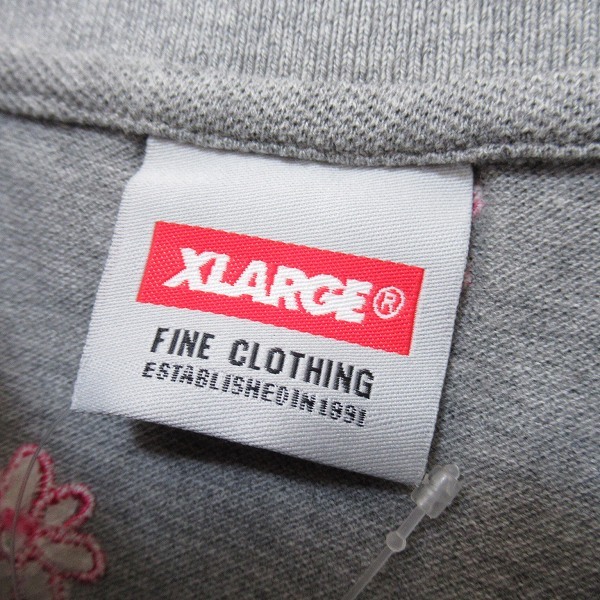 XLARGE®
FINE CLOTHING
ESTABLISHED IN 1991